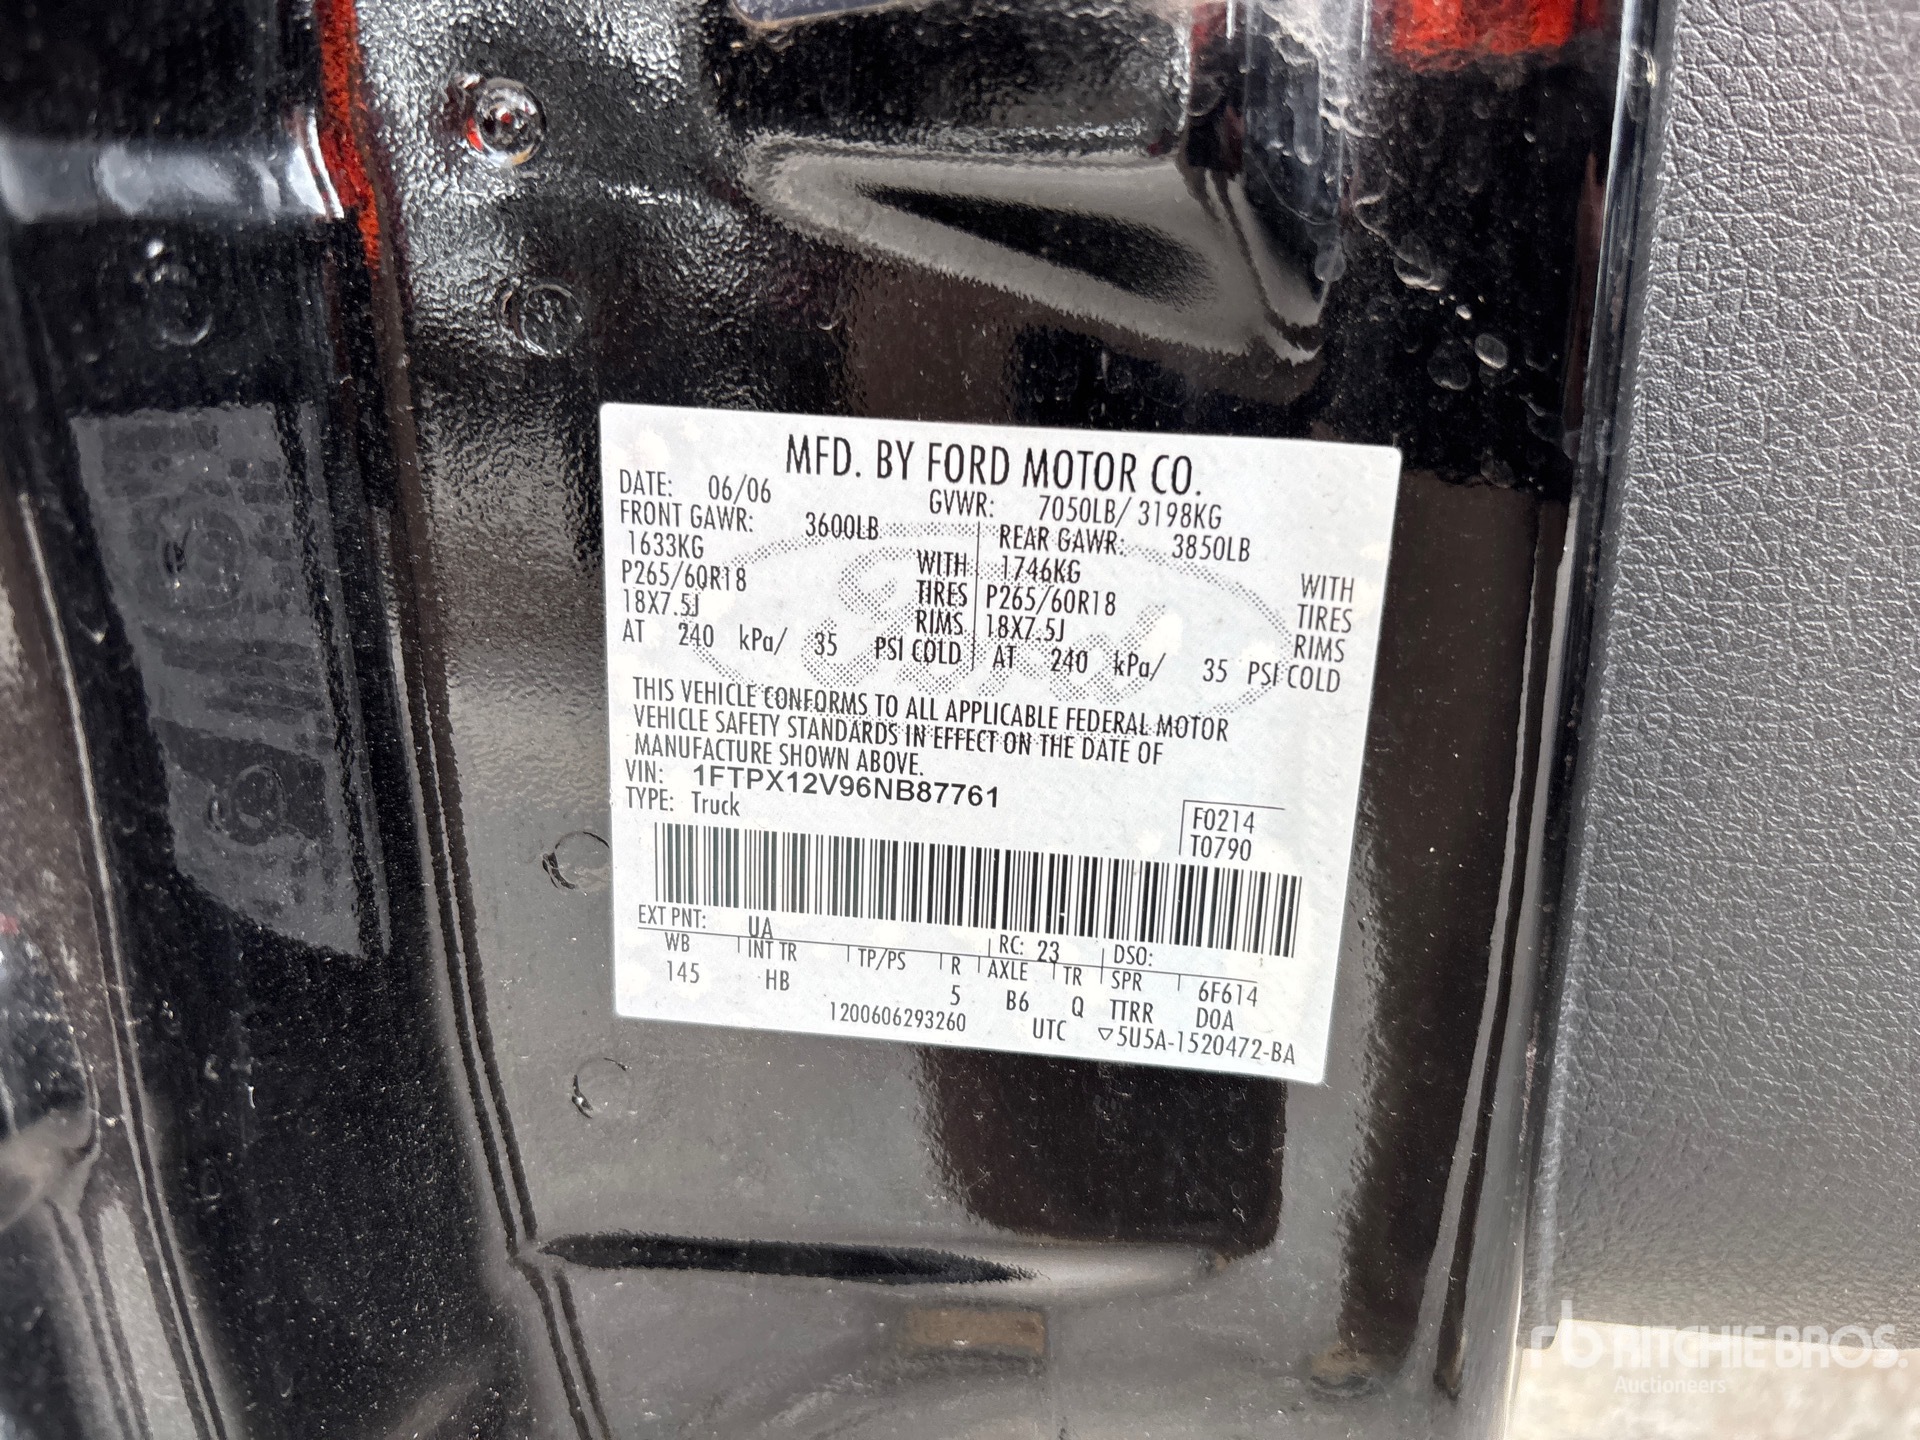 MFD. BY FORD MOTOR CO.
DATE: 06/06 GVWR: 7050LB/ 3198KG
FRONT GAWR: 3600LB REAR GAWR: 3850LB
1633KG WITH 1746KG WITH
P265/60R18 TIRES P265/60R18 TIRES
18X7.5J RIMS 18X7.5J RIMS
AT 240 kPa/ 35 PSI COLD AT 240 kPa/ 35 PSI COLD
THIS VEHICLE CONFORMS TO ALL APPLICABLE FEDERAL MOTOR
VEHICLE SAFETY STANDARDS IN EFFECT ON THE DATE OF
MANUFACTURE SHOWN ABOVE.
VIN: 1FTPX12V96NB87761
TYPE: Truck
F0214
T0790
EXT PNT: UA RC: 23 DSO:
WB INT TR TP/PS R AXLE TR SPR 6F614
145 HB 5 B6 Q TTRR D0A
1200606293260 UTC ▽5U5A-1520472-BA
Ford
rb RITCHIE BROS.
Auctioneers